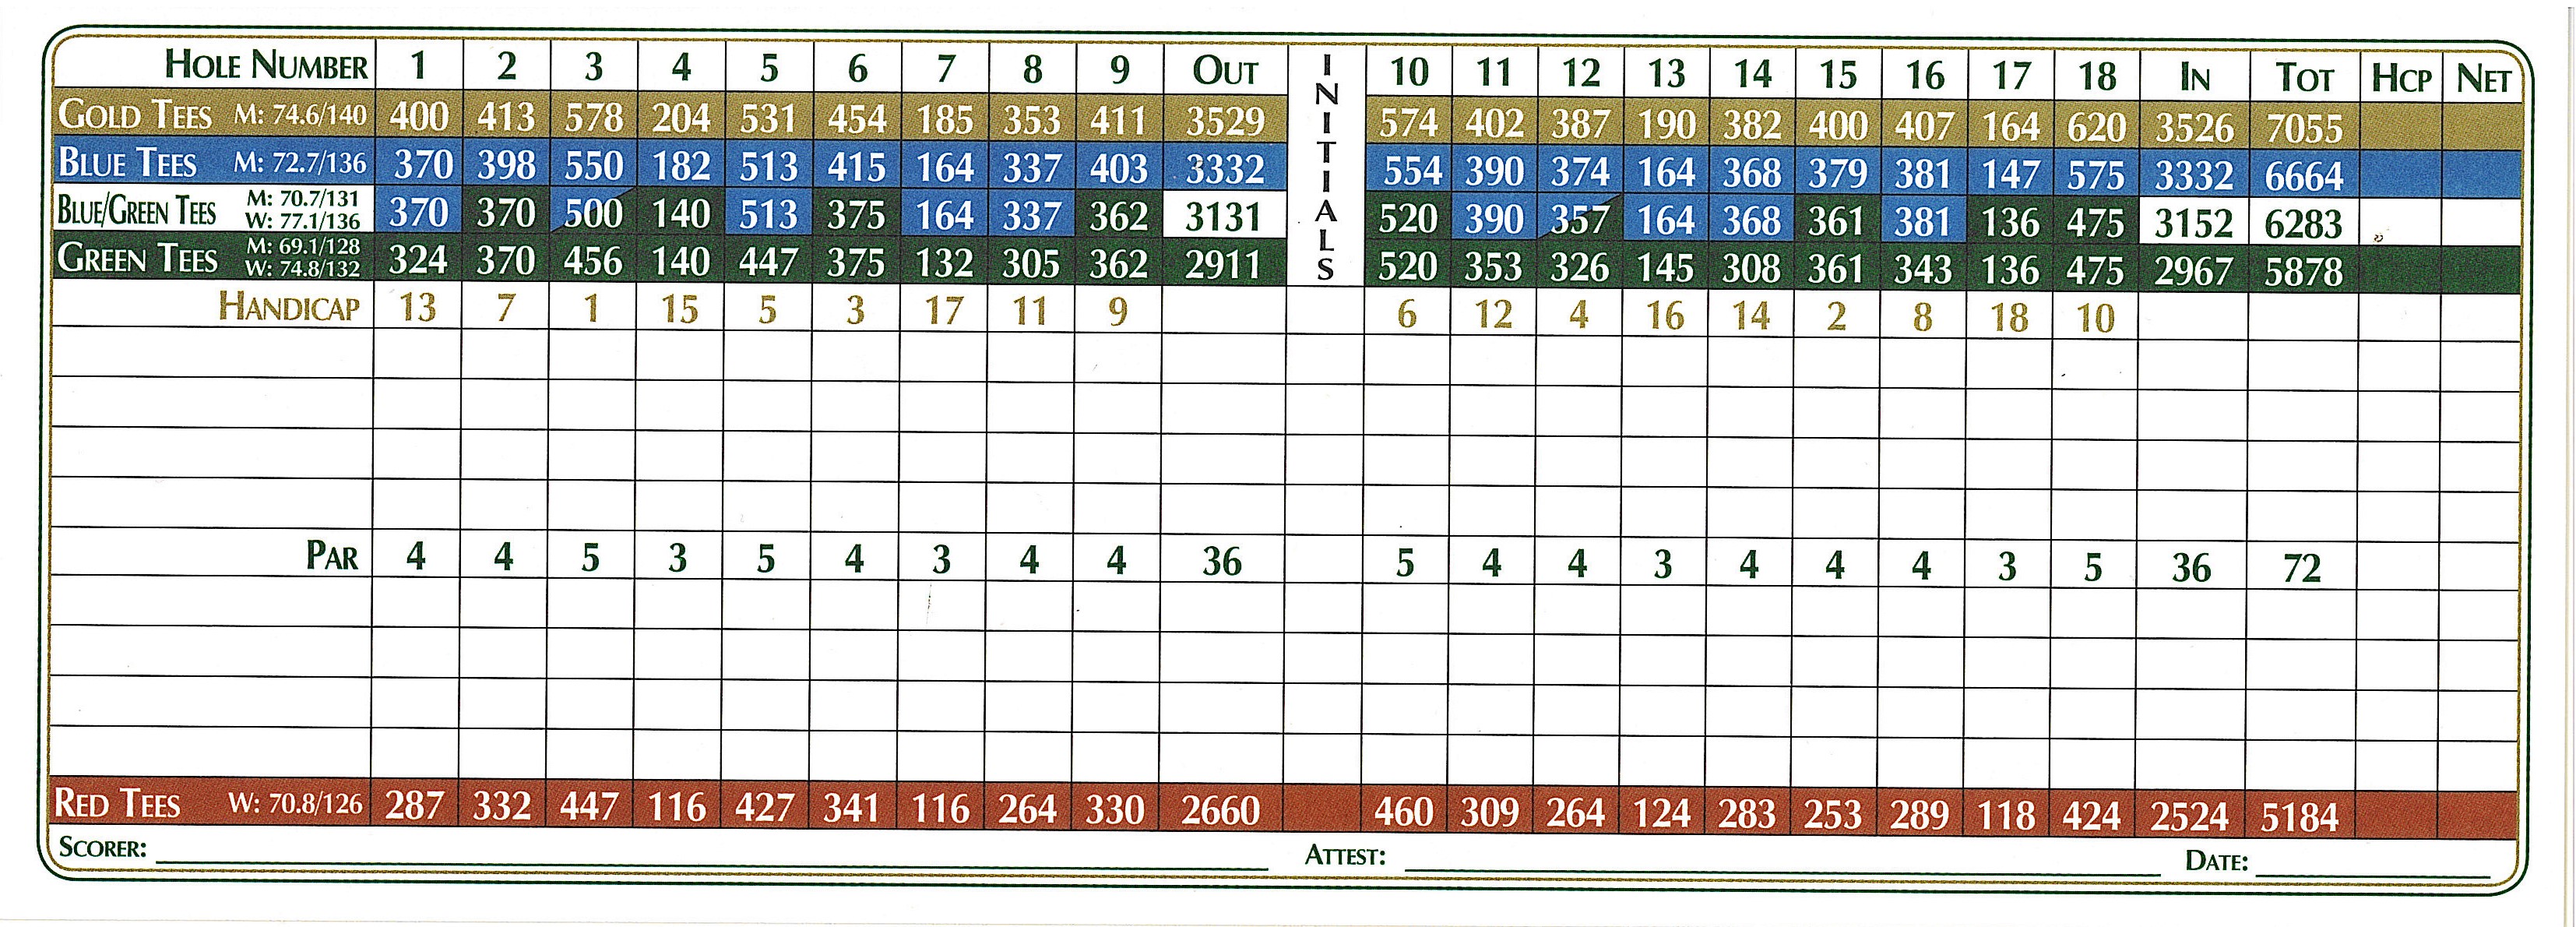 HOLE NUMBER 1 2 3 4 5 6 7 8 9 OUT INITIALS 10 11 12 13 14 15 16 17 18 IN TOT HCP NET
GOLD TEES M: 74.6/140 400 413 578 204 531 454 185 353 411 3529 574 402 387 190 382 400 407 164 620 3526 7055
BLUE TEES M: 72.7/136 370 398 550 182 513 415 164 337 403 3332 554 390 374 164 368 379 381 147 575 3332 6664
BLUE/GREEN TEES M: 70.7/131 W: 77.1/136 370 370 500 140 513 375 164 337 362 3131 520 390 357 164 368 361 381 136 475 3152 6283
GREEN TEES M: 69.1/128 W: 74.8/132 324 370 456 140 447 375 132 305 362 2911 520 353 326 145 308 361 343 136 475 2967 5878
HANDICAP 13 7 1 15 5 3 17 11 9 6 12 4 16 14 2 8 18 10
PAR 4 4 5 3 5 4 3 4 4 36 5 4 4 3 4 4 4 3 5 36 72
RED TEES W: 70.8/126 287 332 447 116 427 341 116 264 330 2660 460 309 264 124 283 253 289 118 424 2524 5184
SCORER: ATTEST: DATE: